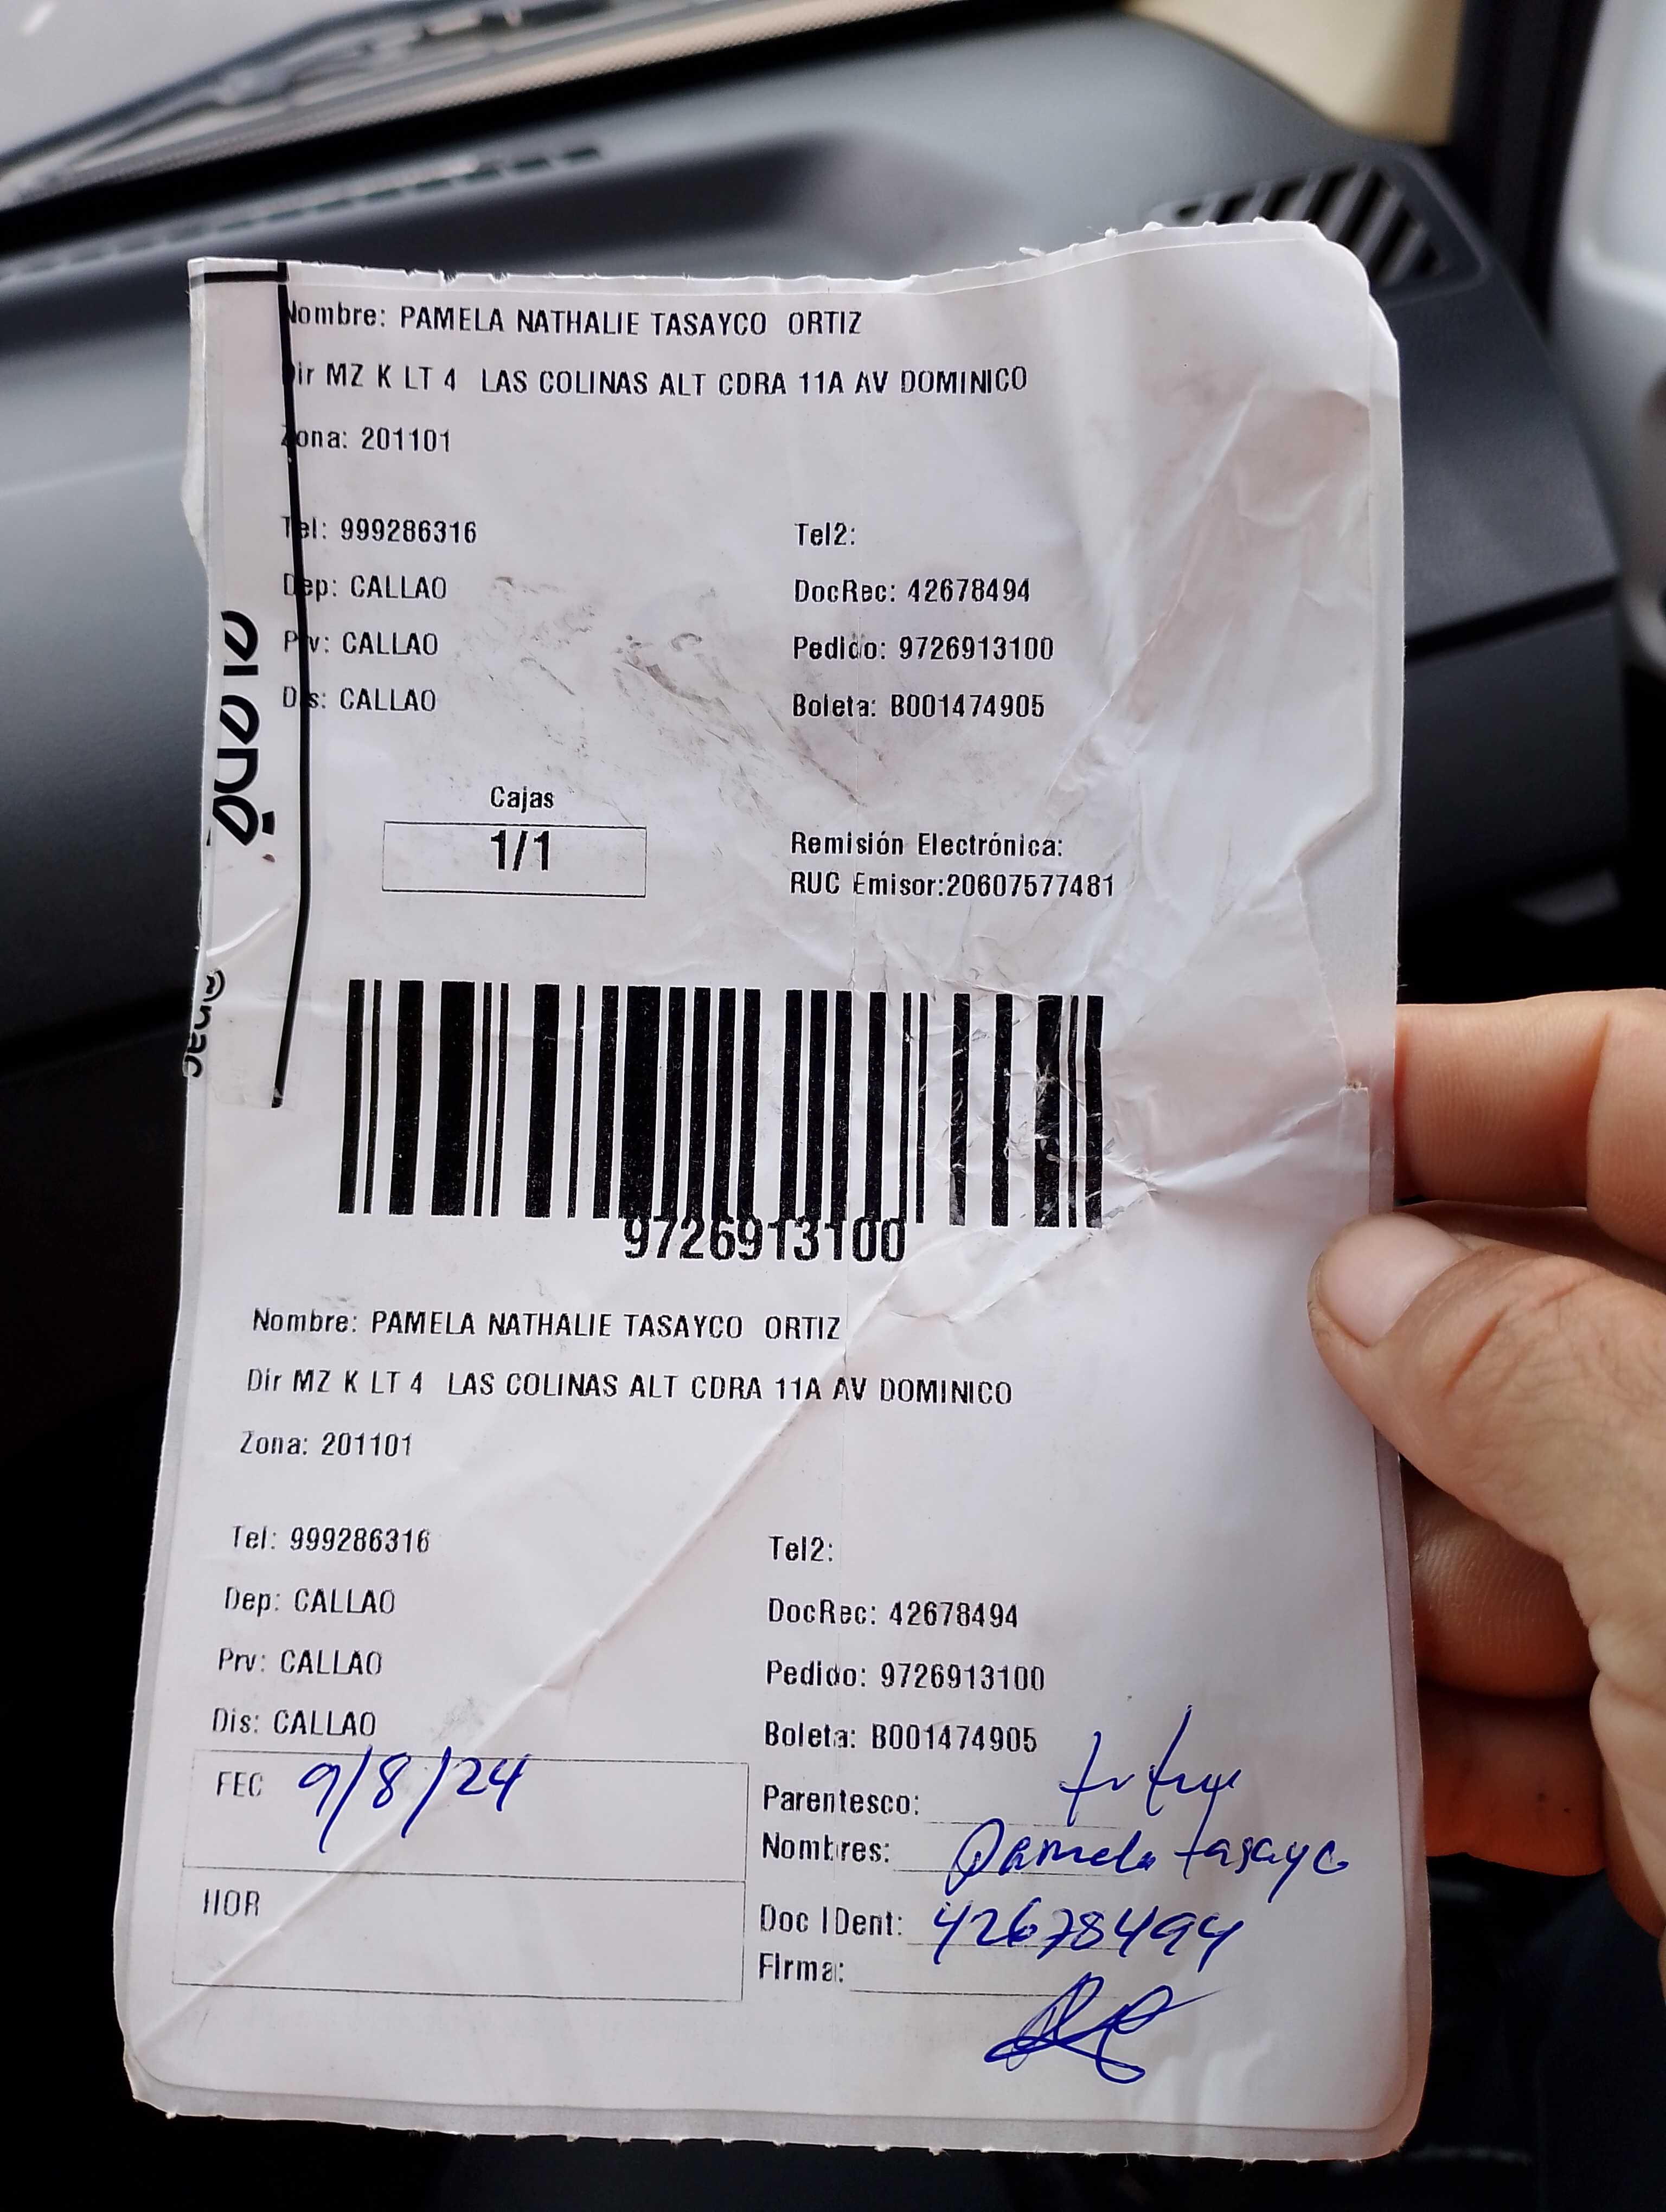 Nombre: PAMELA NATHALIE TASAYCO ORTIZ
Dir MZ K LT 4 LAS COLINAS ALT CDRA 11A AV DOMINICO
Zona: 201101
Tel: 999286316
Tel2:
Dep: CALLAO
DocRec: 42678494
Prv: CALLAO
Pedido: 9726913100
Dis: CALLAO
Boleta: B001474905
Cajas
1/1
Remisión Electrónica:
RUC Emisor:20607577481
9726913100
Nombre: PAMELA NATHALIE TASAYCO ORTIZ
Dir MZ K LT 4 LAS COLINAS ALT CDRA 11A AV DOMINICO
Zona: 201101
Tel: 999286316
Tel2:
Dep: CALLAO
DocRec: 42678494
Prv: CALLAO
Pedido: 9726913100
Dis: CALLAO
Boleta: B001474905
FEC 9/8/24
Parentesco:
Nombres: Pamela tasayco
HOR
Doc IDent: 42678494
Firma: